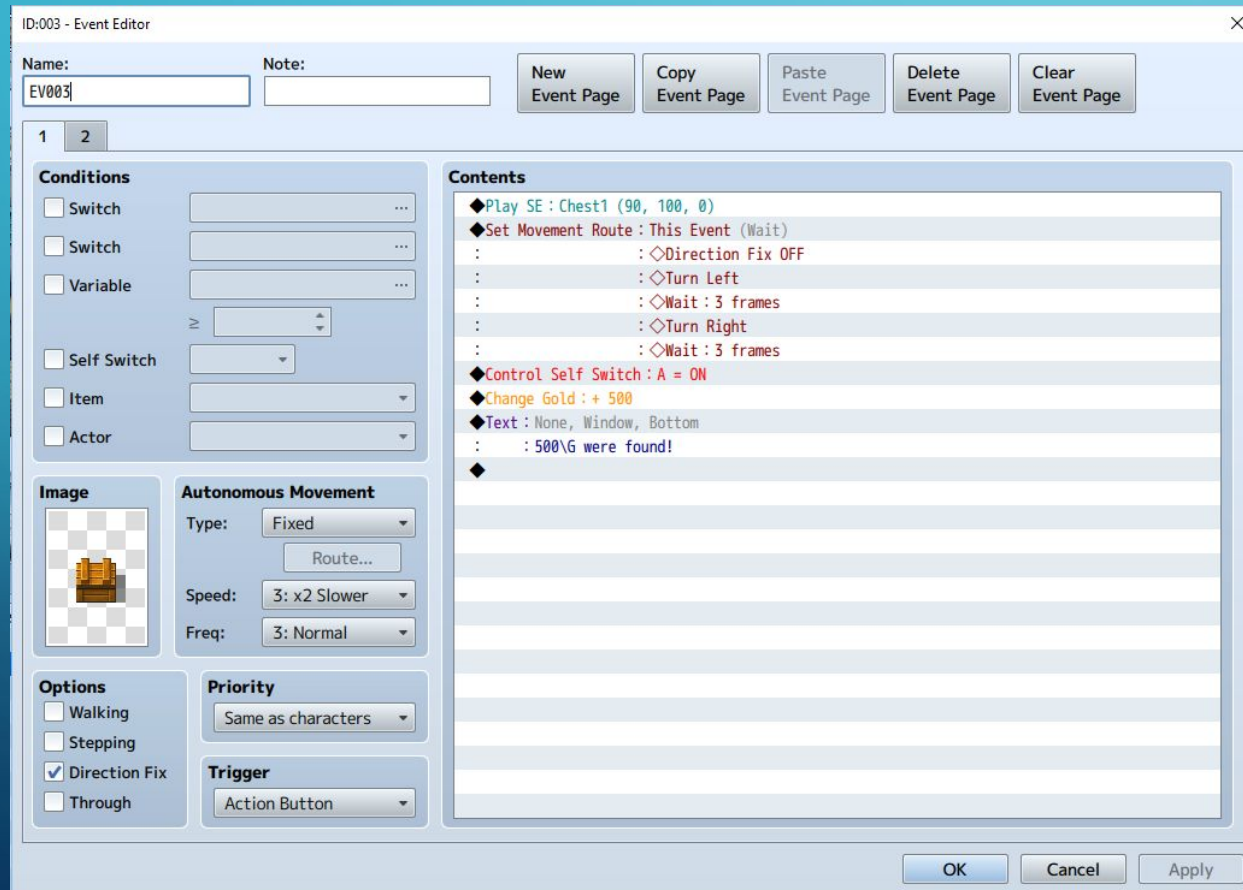 ID:003 - Event Editor
Name:
Note:
EV003
New Event Page
Copy Event Page
Paste Event Page
Delete Event Page
Clear Event Page
1 2
Conditions
Switch ...
Switch ...
Variable ...
≥
Self Switch
Item
Actor
Image
Autonomous Movement
Type: Fixed
Route...
Speed: 3: x2 Slower
Freq: 3: Normal
Options
Walking
Stepping
Direction Fix
Through
Priority
Same as characters
Trigger
Action Button
Contents
◆Play SE : Chest1 (90, 100, 0)
◆Set Movement Route : This Event (Wait)
: : ◇Direction Fix OFF
: : ◇Turn Left
: : ◇Wait : 3 frames
: : ◇Turn Right
: : ◇Wait : 3 frames
◆Control Self Switch : A = ON
◆Change Gold : + 500
◆Text : None, Window, Bottom
: : 500\G were found!
◆
OK
Cancel
Apply